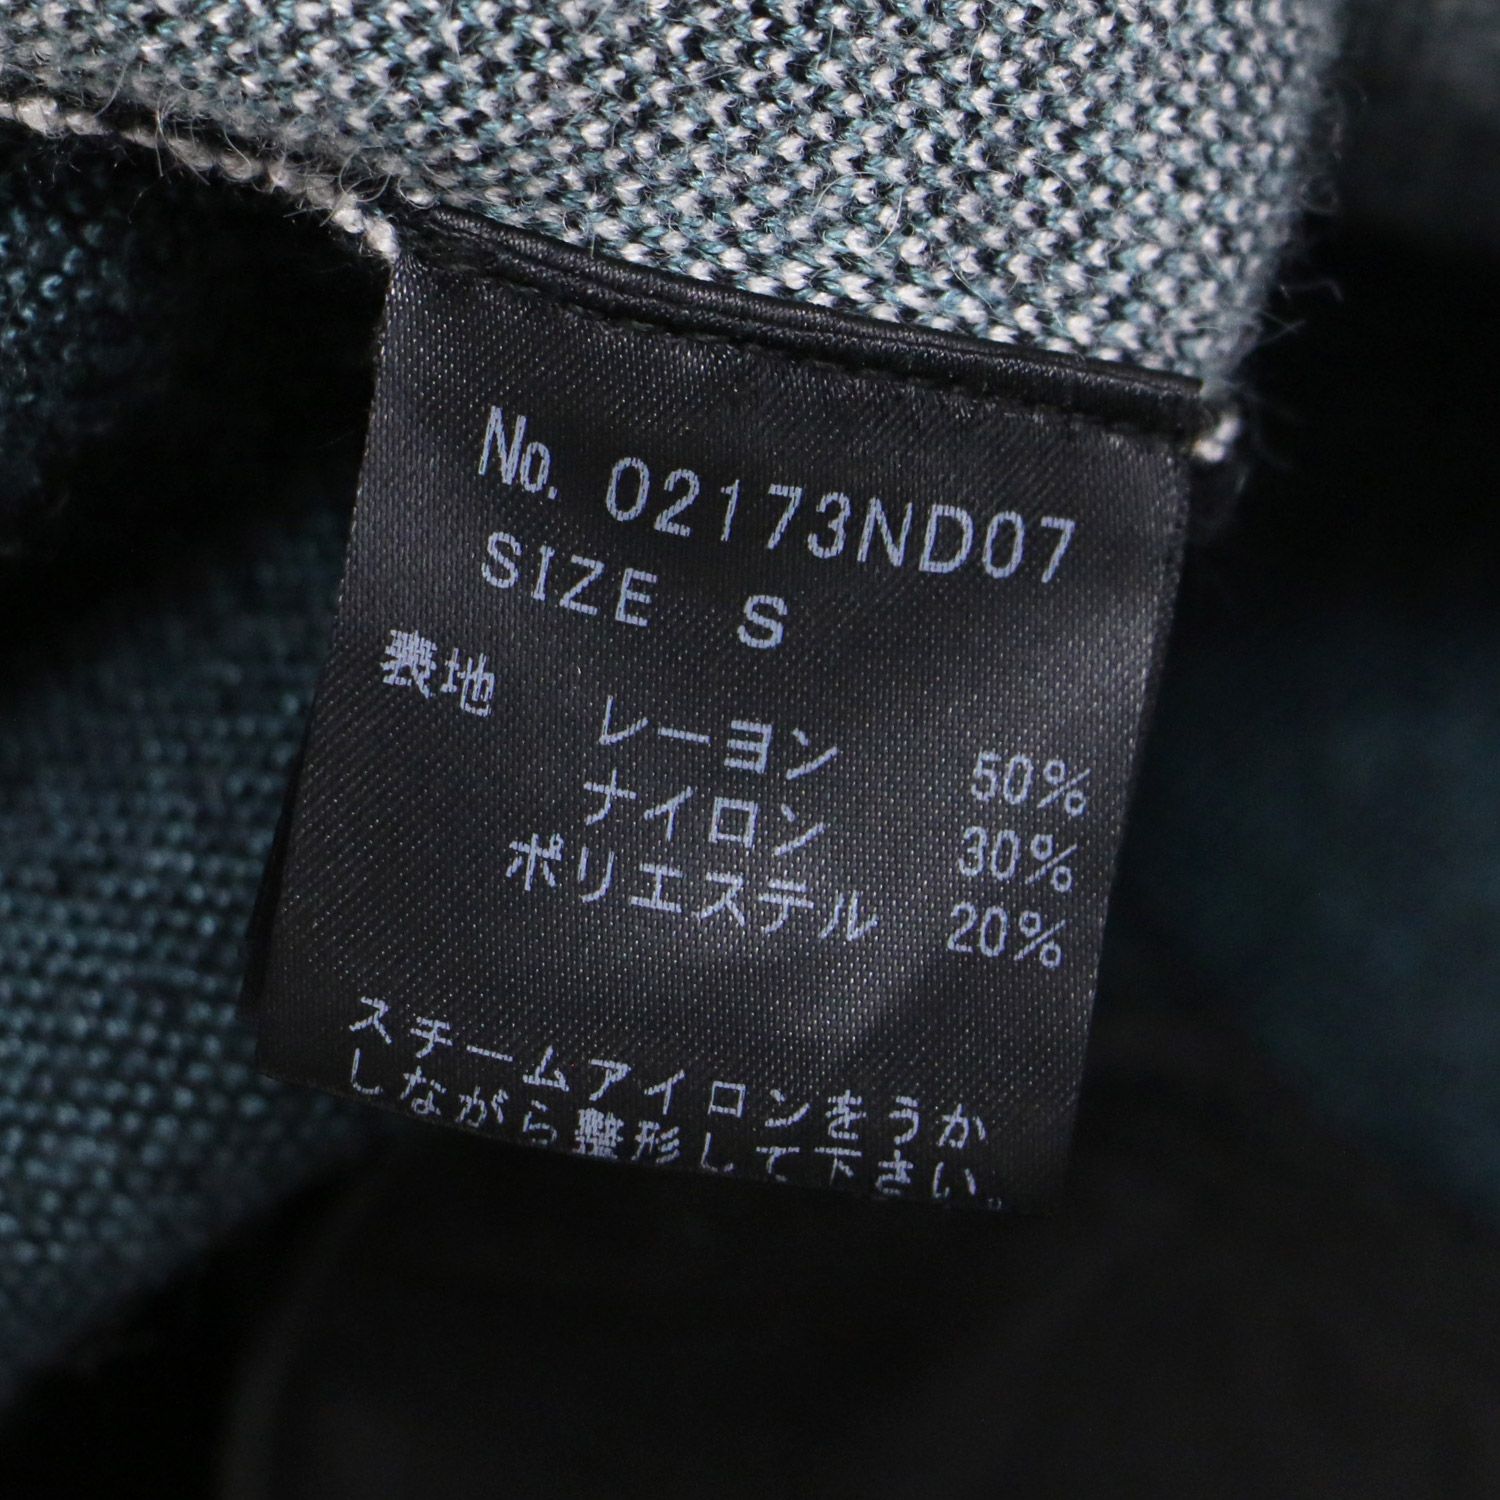 No. 02173ND07
SIZE S
表地 レーヨン 50%
ナイロン 30%
ポリエステル 20%
スチームアイロンをうか
しながら整形して下さい。